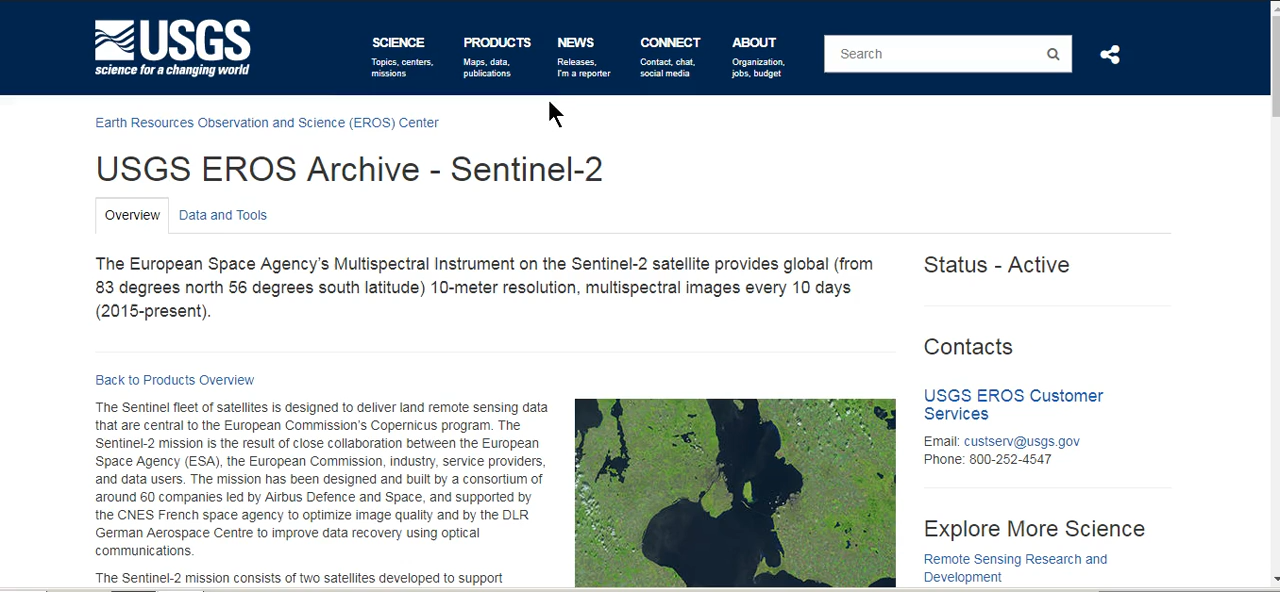 USGS
science for a changing world
SCIENCE
Topics, centers,
missions
PRODUCTS
Maps, data,
publications
NEWS
Releases,
I'm a reporter
CONNECT
Contact, chat,
social media
ABOUT
Organization,
jobs, budget
Search
Earth Resources Observation and Science (EROS) Center
USGS EROS Archive - Sentinel-2
Overview
Data and Tools
The European Space Agency’s Multispectral Instrument on the Sentinel-2 satellite provides global (from
83 degrees north 56 degrees south latitude) 10-meter resolution, multispectral images every 10 days
(2015-present).
Back to Products Overview
The Sentinel fleet of satellites is designed to deliver land remote sensing data
that are central to the European Commission’s Copernicus program. The
Sentinel-2 mission is the result of close collaboration between the European
Space Agency (ESA), the European Commission, industry, service providers,
and data users. The mission has been designed and built by a consortium of
around 60 companies led by Airbus Defence and Space, and supported by
the CNES French space agency to optimize image quality and by the DLR
German Aerospace Centre to improve data recovery using optical
communications.
The Sentinel-2 mission consists of two satellites developed to support
Status - Active
Contacts
USGS EROS Customer
Services
Email: custserv@usgs.gov
Phone: 800-252-4547
Explore More Science
Remote Sensing Research and
Development